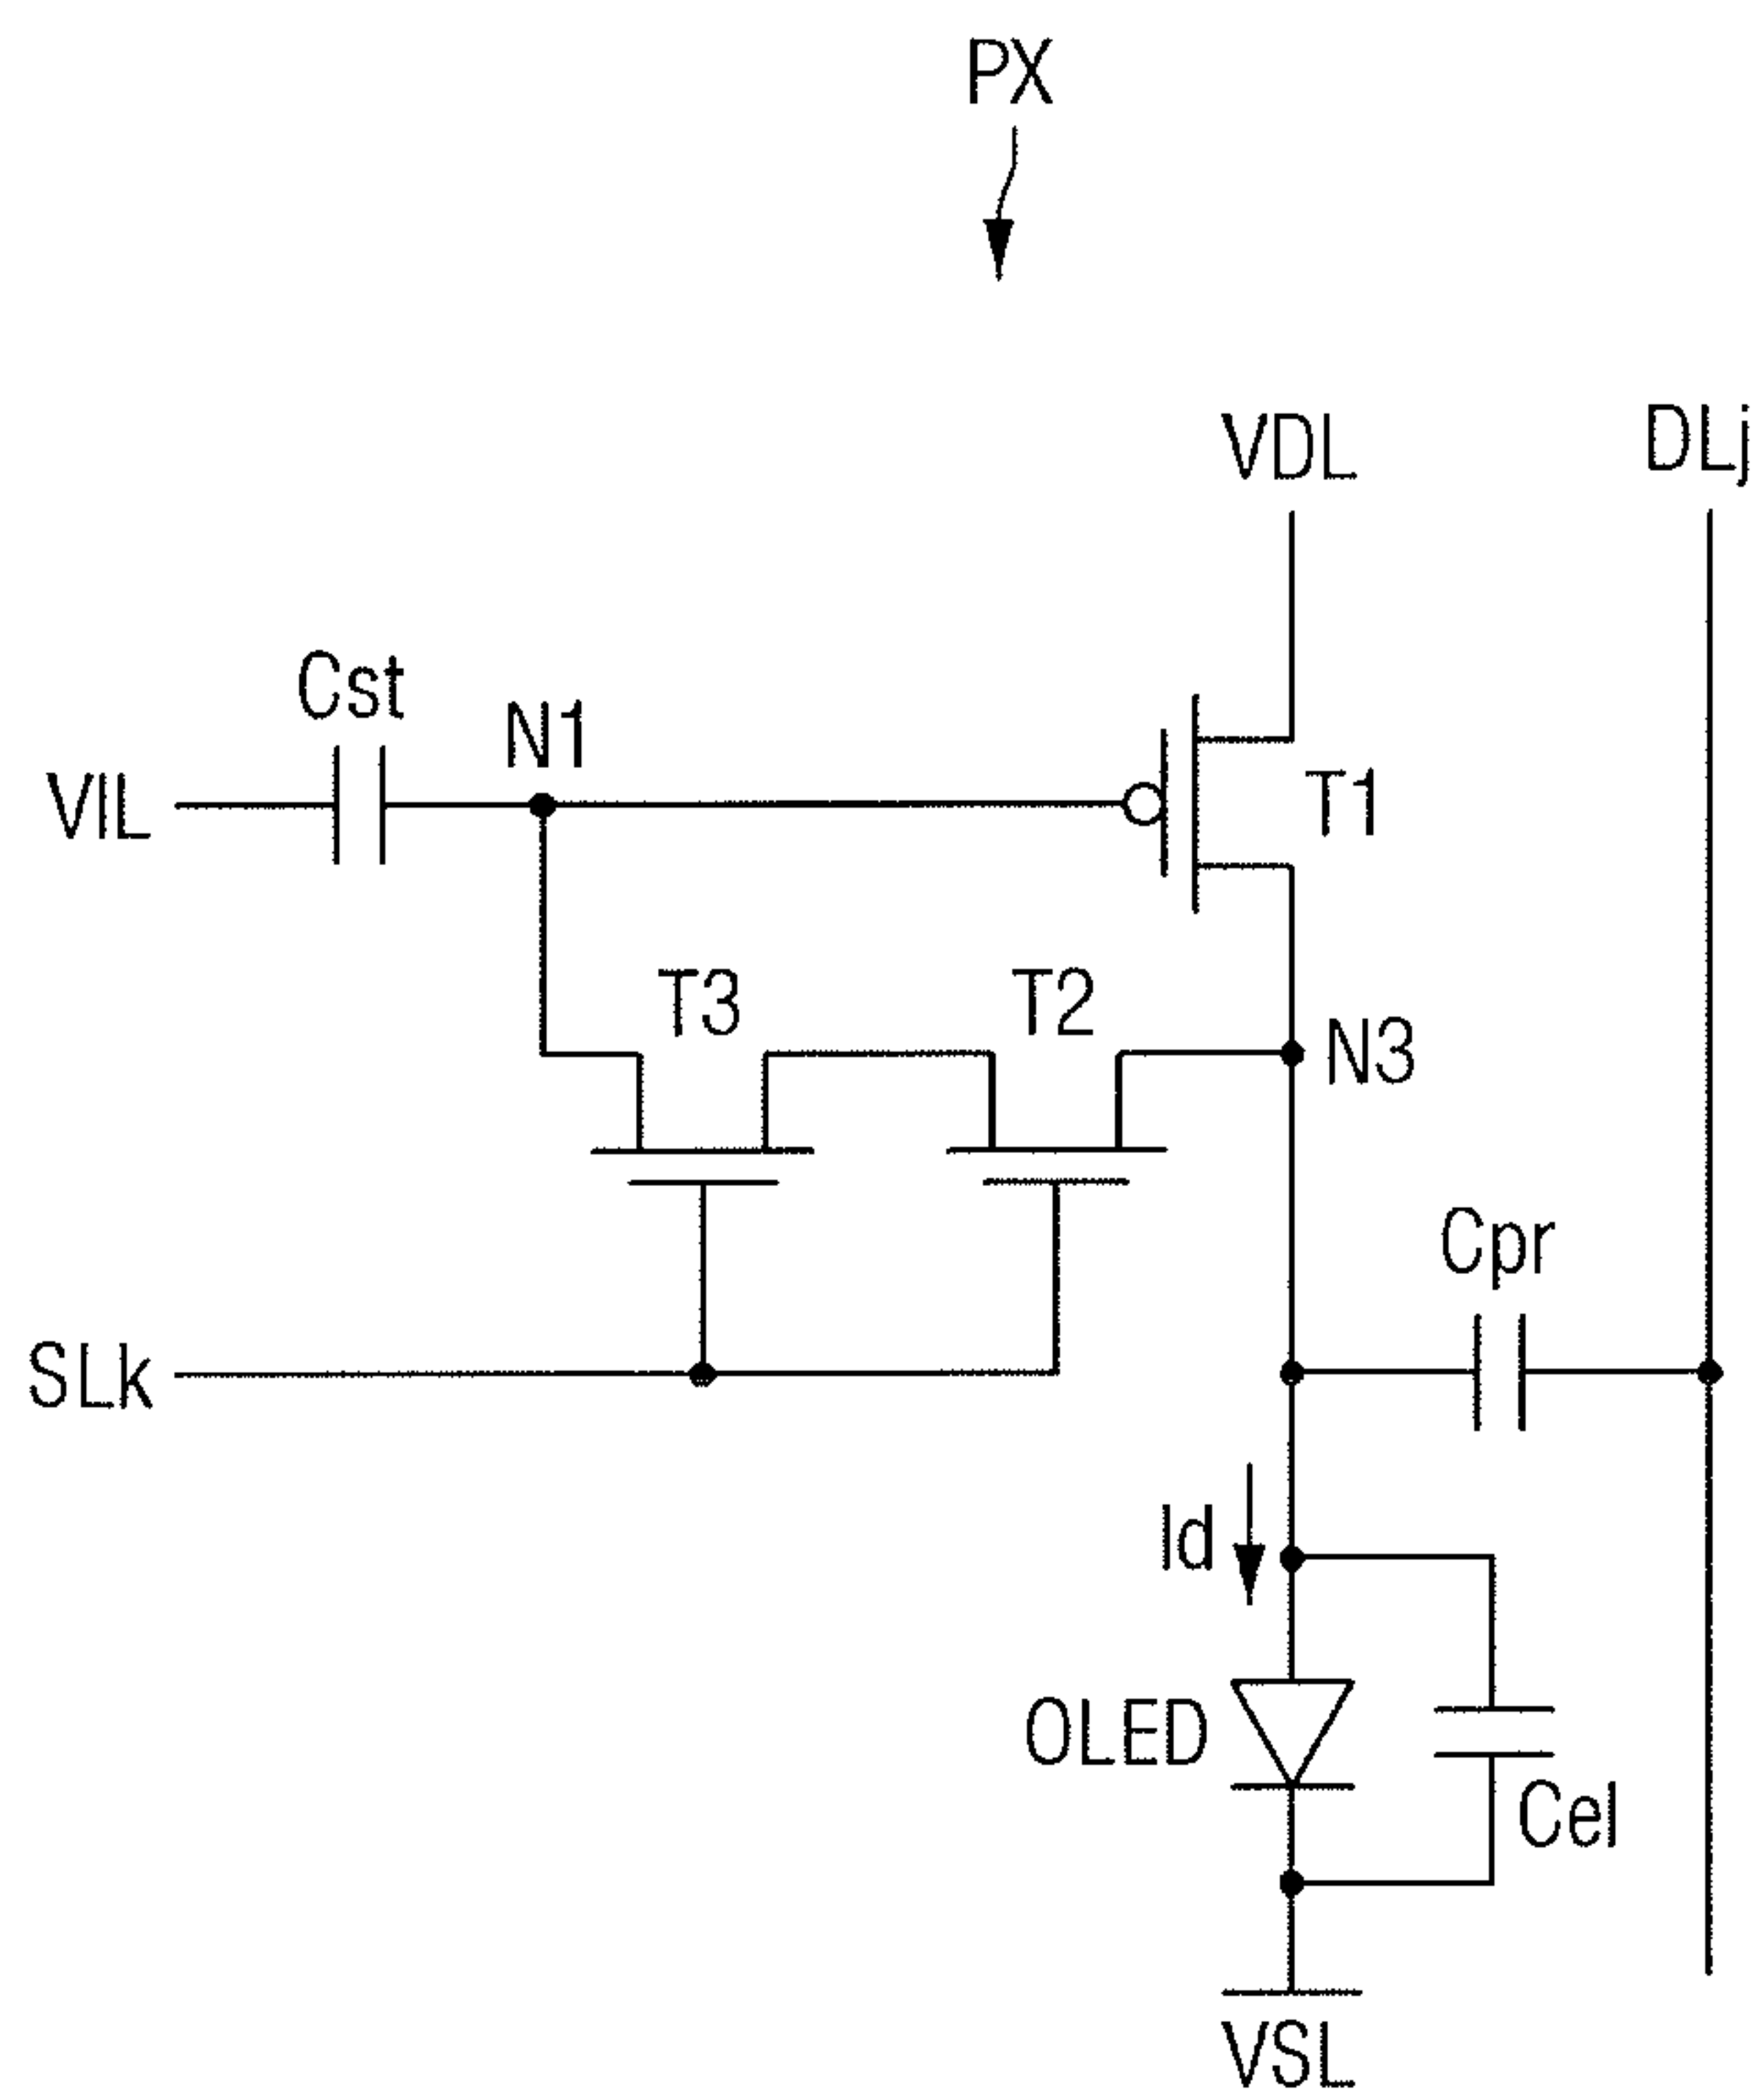 PX
VDL
DLj
Cst
N1
VIL
T1
T3
T2
N3
Cpr
SLk
Id
OLED
Cel
VSL